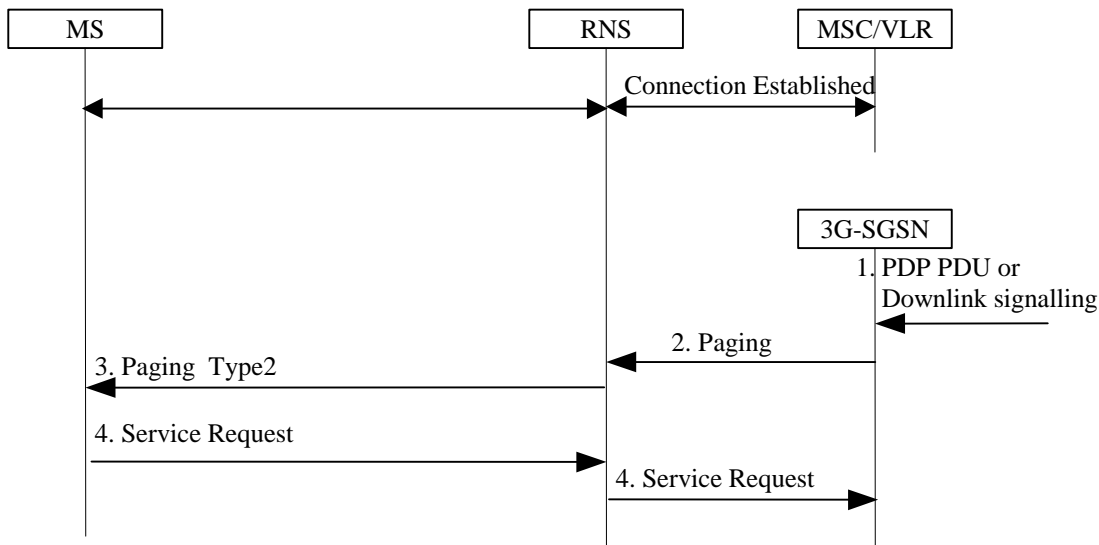 MS
RNS
MSC/VLR
Connection Established
3G-SGSN
1. PDP PDU or
Downlink signalling
2. Paging
3. Paging Type2
4. Service Request
4. Service Request